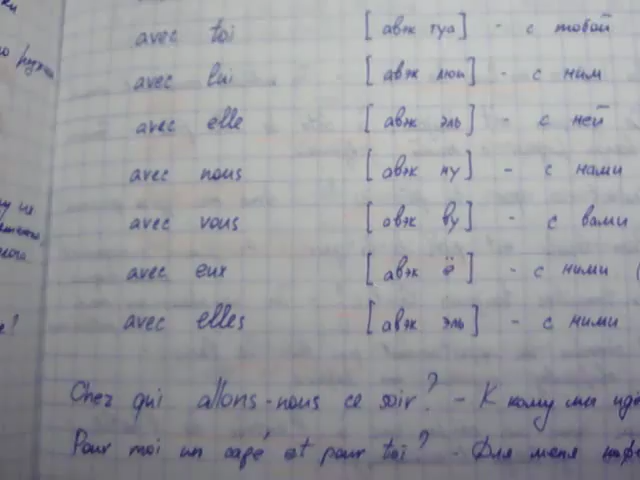 avec toi [авэк туа] - с тобой
avec lui [авэк люи] - с ним
avec elle [авэк эль] - с ней
avec nous [авэк ну] - с нами
avec vous [авэк ву] - с вами
avec eux [авэк ё] - с ними (
avec elles [авэк эль] - с ними
Chez qui allons-nous ce soir? - К кому мы идё
Pour moi un café et pour toi? - Для меня кофе